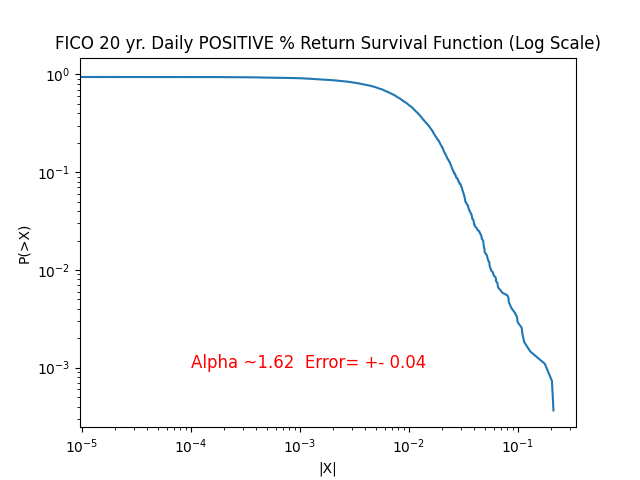 FICO 20 yr. Daily POSITIVE % Return Survival Function (Log Scale)
P(>X)
10⁰
10⁻¹
10⁻²
10⁻³
Alpha ~1.62  Error= +- 0.04
10⁻⁵ 10⁻⁴ 10⁻³ 10⁻² 10⁻¹
|X|